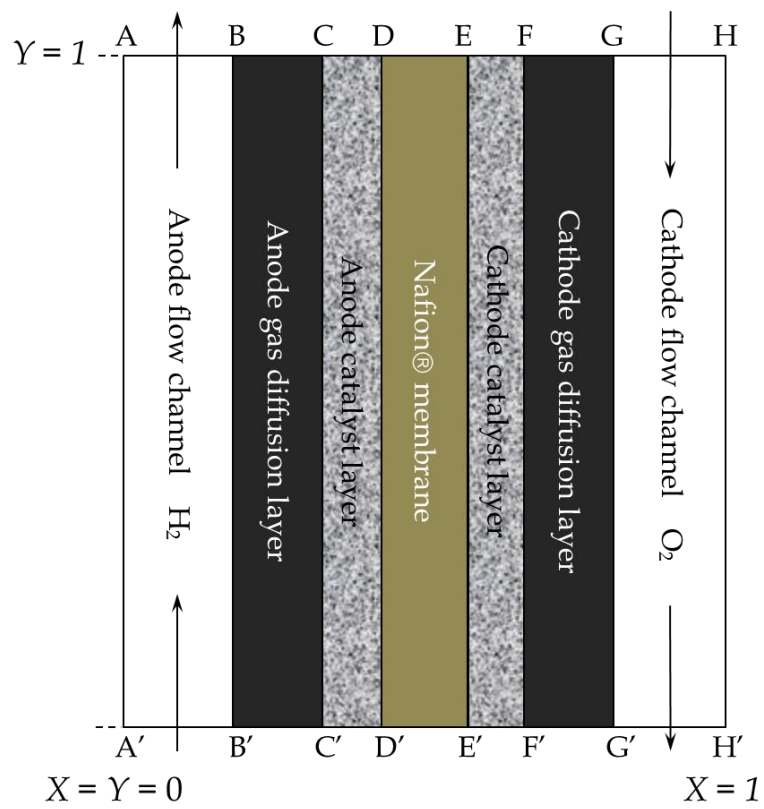 A B C D E F G H
Y = 1
Anode flow channel H₂
Anode gas diffusion layer
Anode catalyst layer
Nafion® membrane
Cathode catalyst layer
Cathode gas diffusion layer
Cathode flow channel O₂
A′ B′ C′ D′ E′ F′ G′ H′
X = Y = 0 X = 1